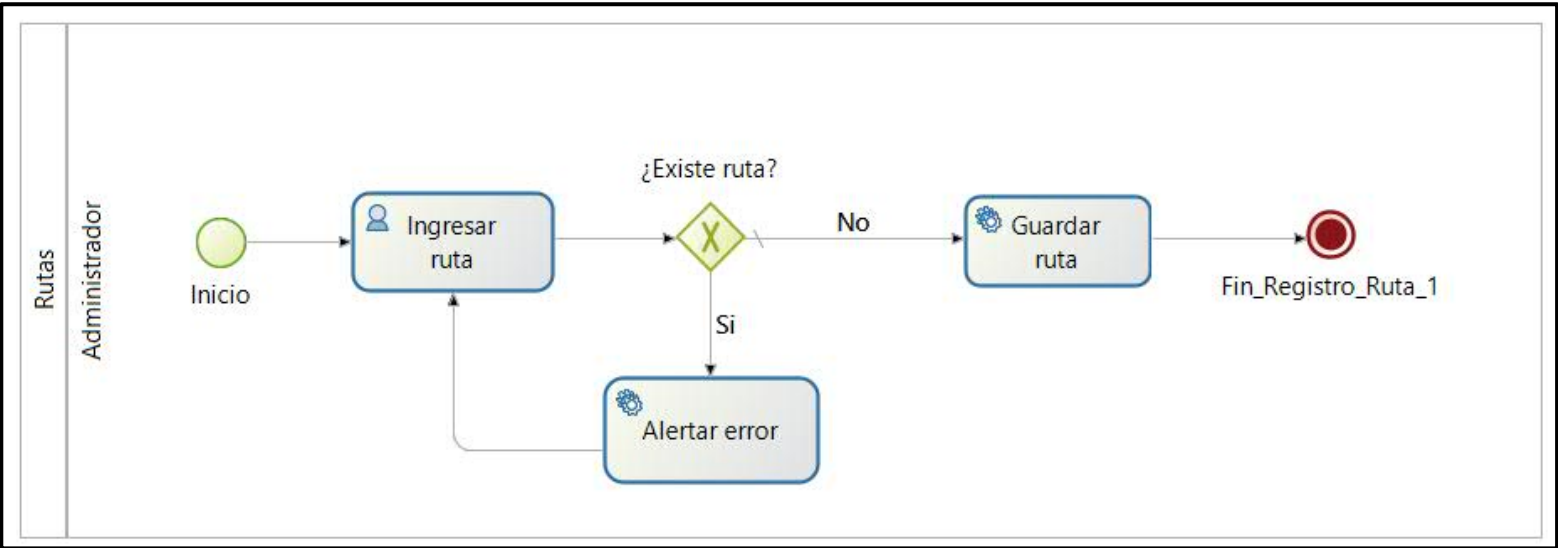 Rutas
Administrador
Inicio
Ingresar
ruta
¿Existe ruta?
No
Si
Alertar error
Guardar
ruta
Fin_Registro_Ruta_1